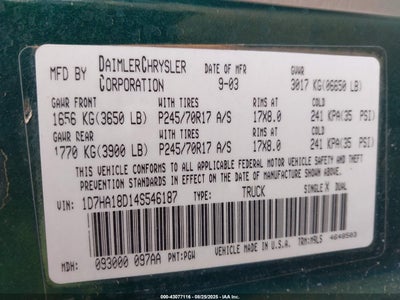 MFD BY DAIMLERCHRYSLER CORPORATION DATE OF MFR 9-03 GVWR 3017 KG(06650 LB)
GAWR FRONT WITH TIRES RIMS AT COLD
1656 KG(3650 LB) P245/70R17 A/S 17X8.0 241 KPA(35 PSI)
GAWR REAR WITH TIRES RIMS AT COLD
1770 KG(3900 LB) P245/70R17 A/S 17X8.0 241 KPA(35 PSI)
THIS VEHICLE CONFORMS TO ALL APPLICABLE FEDERAL MOTOR VEHICLE SAFETY AND THEFT
PREVENTION STANDARDS IN EFFECT ON THE DATE OF MANUFACTURE SHOWN ABOVE.
VIN: 1D7HA18D14S546187 TYPE: TRUCK SINGLE X DUAL
MDH: 093000 097AA PNT:PGW VEHICLE MADE IN U.S.A. TRM:MSL5 4648503
© 000-43077116 - 08/25/2025 - IAA, Inc.